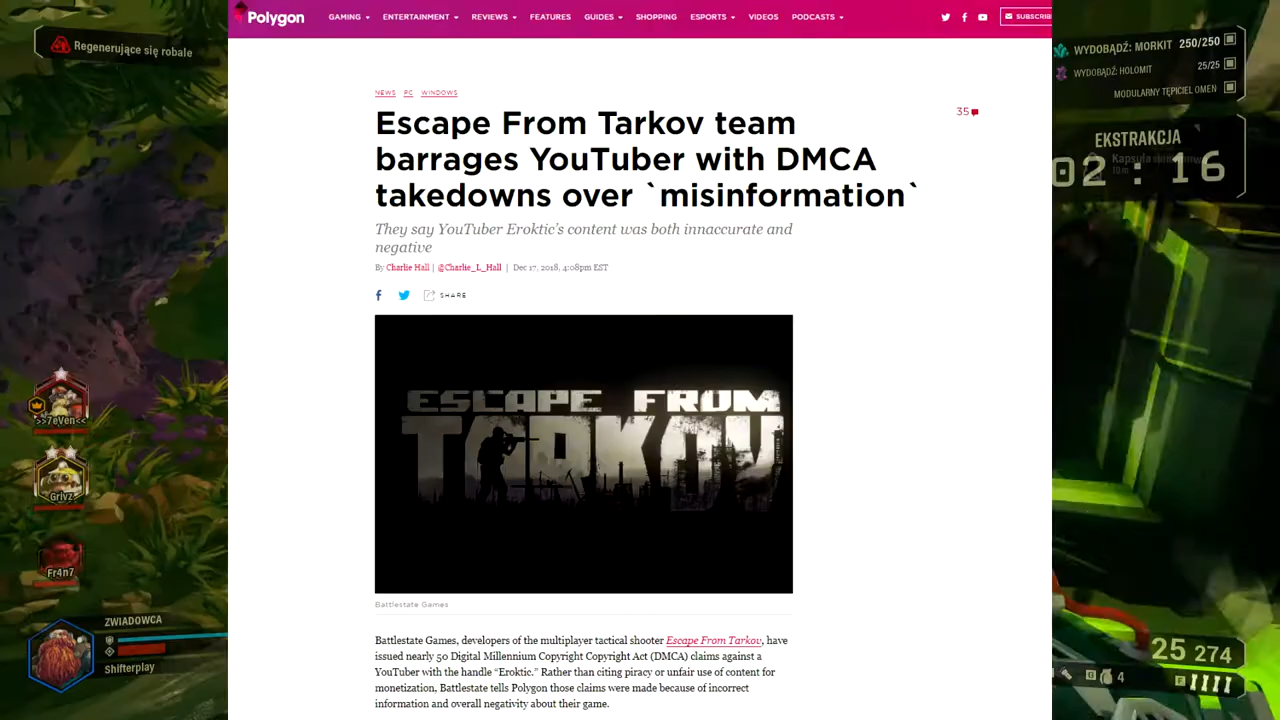 Polygon
GAMING ENTERTAINMENT REVIEWS FEATURES GUIDES SHOPPING ESPORTS VIDEOS PODCASTS
SUBSCRIB
Regenerujące się robale
WYDOBĄDŹ: MORKIT 250/250
WYDOBĄDŹ: HOLOMIT 25/25
MODULARNY TĘPICIEL OMEN
EKSTRAKCJA
Kapsuła
10 m
02 : 16
NEWS PC WINDOWS
35
Escape From Tarkov team
barrages YouTuber with DMCA
takedowns over `misinformation`
They say YouTuber Eroktic’s content was both innaccurate and
negative
By Charlie Hall | @Charlie_L_Hall | Dec 17, 2018, 4:08pm EST
SHARE
ESCAPE FROM
TARKOV
Battlestate Games
Battlestate Games, developers of the multiplayer tactical shooter Escape From Tarkov, have
issued nearly 50 Digital Millennium Copyright Copyright Act (DMCA) claims against a
YouTuber with the handle “Eroktic.” Rather than citing piracy or unfair use of content for
monetization, Battlestate tells Polygon those claims were made because of incorrect
information and overall negativity about their game.
>>7eVen<<
Grivz
Fr4n7
ZWIADOWCA
Shifterplay
25 274
G 4
F